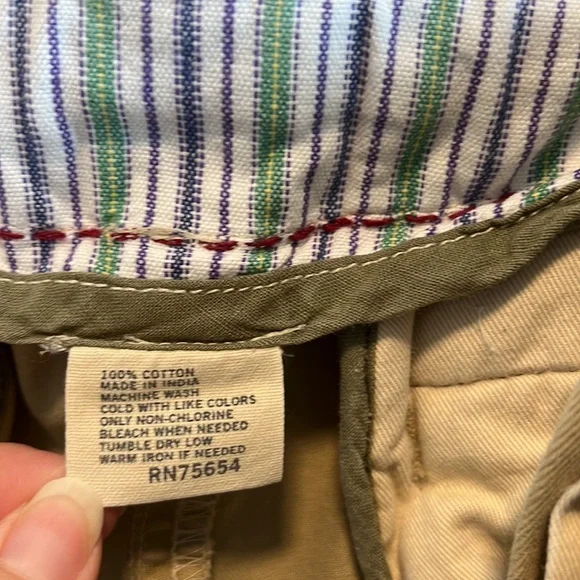 100% COTTON
MADE IN INDIA
MACHINE WASH
COLD WITH LIKE COLORS
ONLY NON-CHLORINE
BLEACH WHEN NEEDED
TUMBLE DRY LOW
WARM IRON IF NEEDED
RN75654